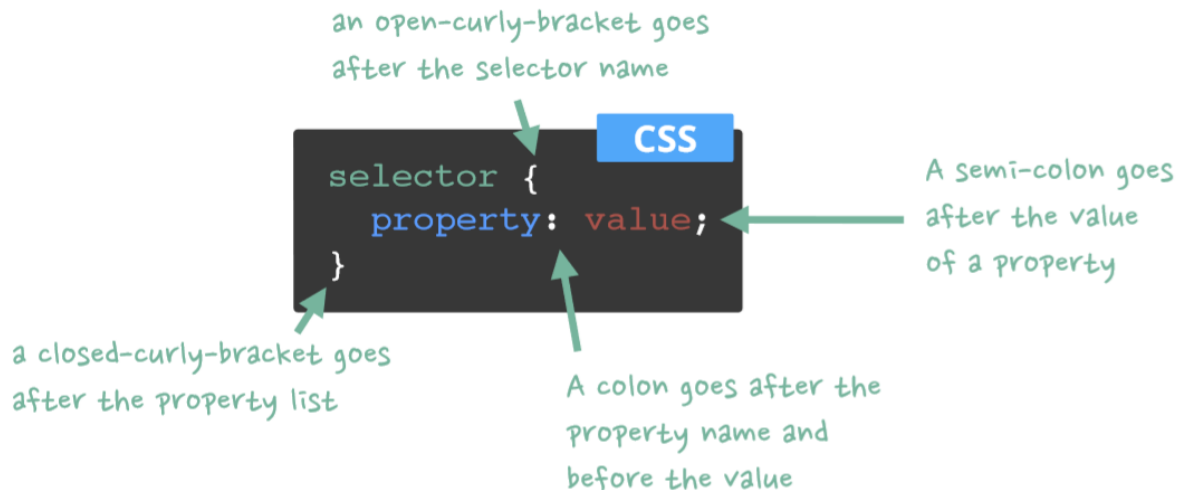 an open-curly-bracket goes
after the selector name
CSS
selector {
property: value;
}
A semi-colon goes
after the value
of a property
a closed-curly-bracket goes
after the property list
A colon goes after the
property name and
before the value